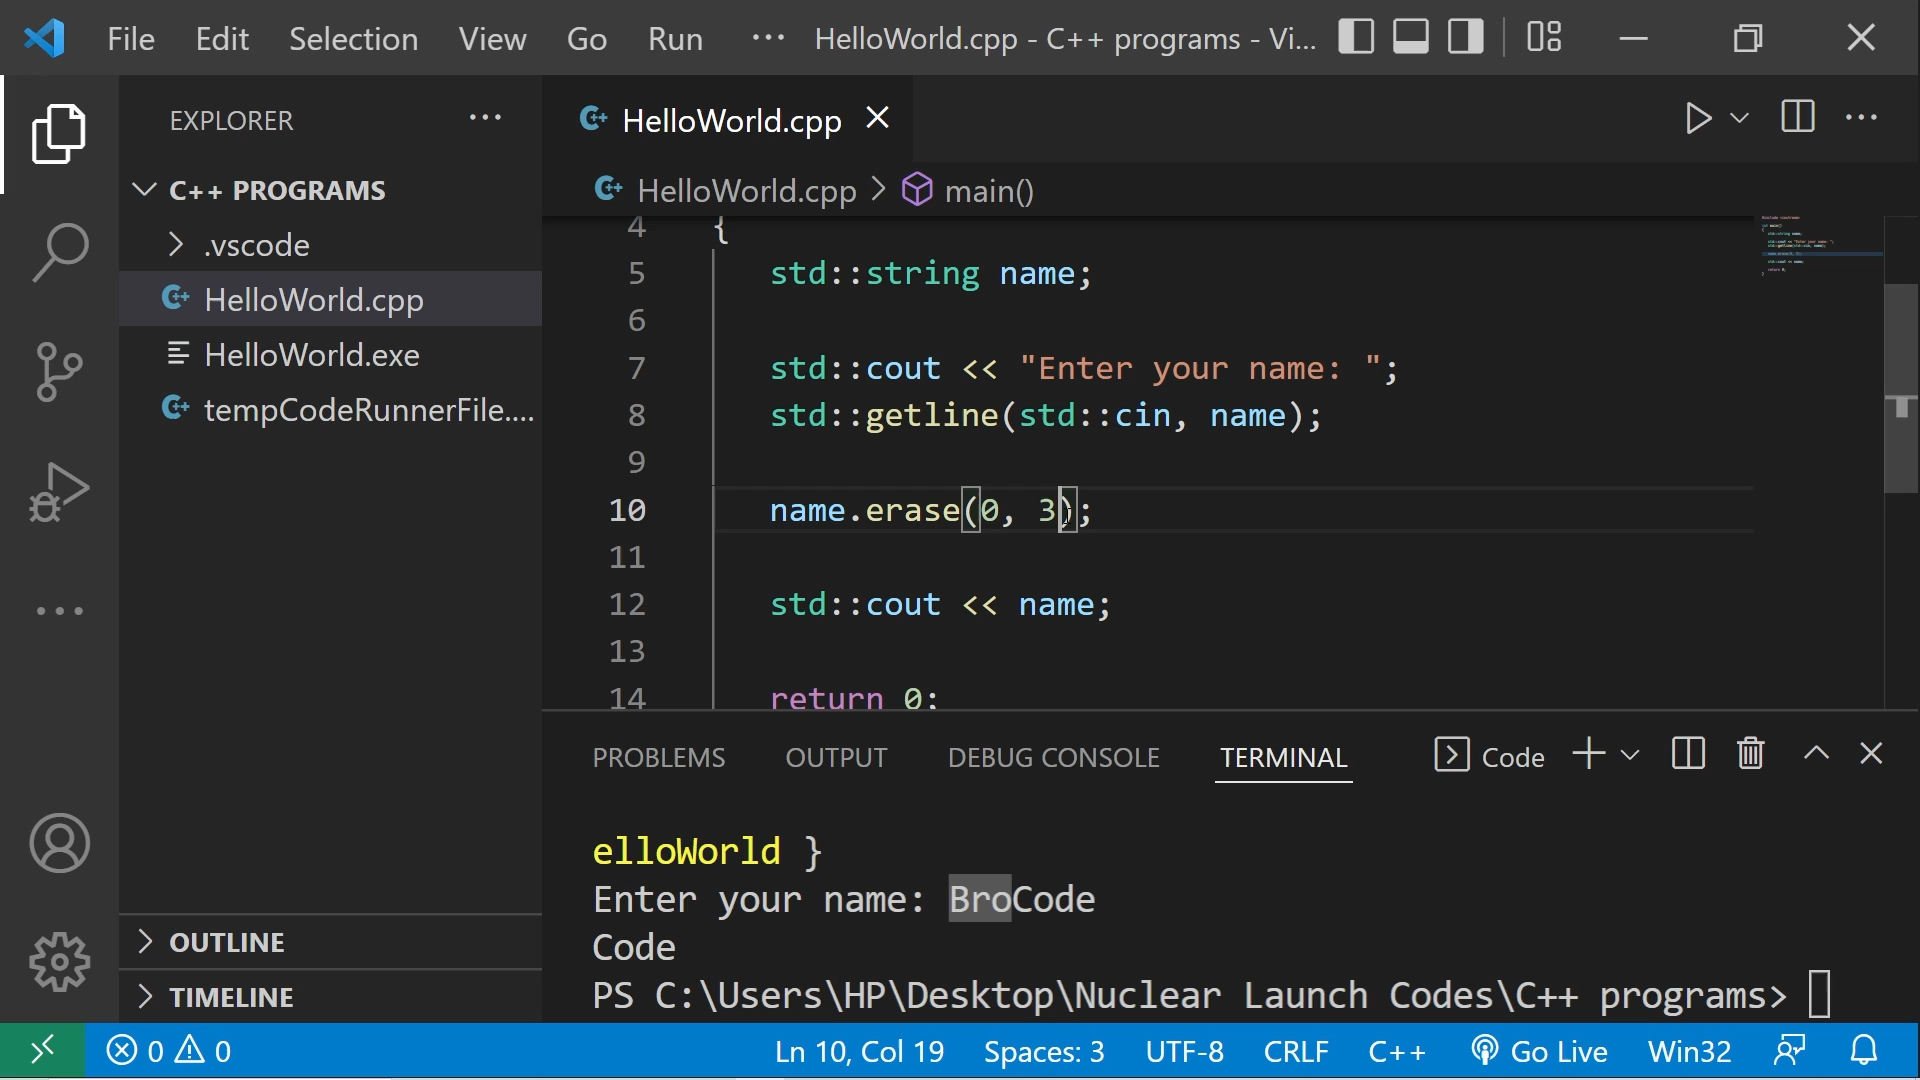 File Edit Selection View Go Run ··· HelloWorld.cpp - C++ programs - Vi...
EXPLORER ···
C++ PROGRAMS
.vscode
HelloWorld.cpp
HelloWorld.exe
tempCodeRunnerFile....
OUTLINE
TIMELINE
HelloWorld.cpp
HelloWorld.cpp > main()
4 {
5 std::string name;
6
7 std::cout << "Enter your name: ";
8 std::getline(std::cin, name);
9
10 name.erase(0, 3);
11
12 std::cout << name;
13
14 return 0;
PROBLEMS OUTPUT DEBUG CONSOLE TERMINAL Code
elloWorld }
Enter your name: BroCode
Code
PS C:\Users\HP\Desktop\Nuclear Launch Codes\C++ programs>
0 0 Ln 10, Col 19 Spaces: 3 UTF-8 CRLF C++ Go Live Win32